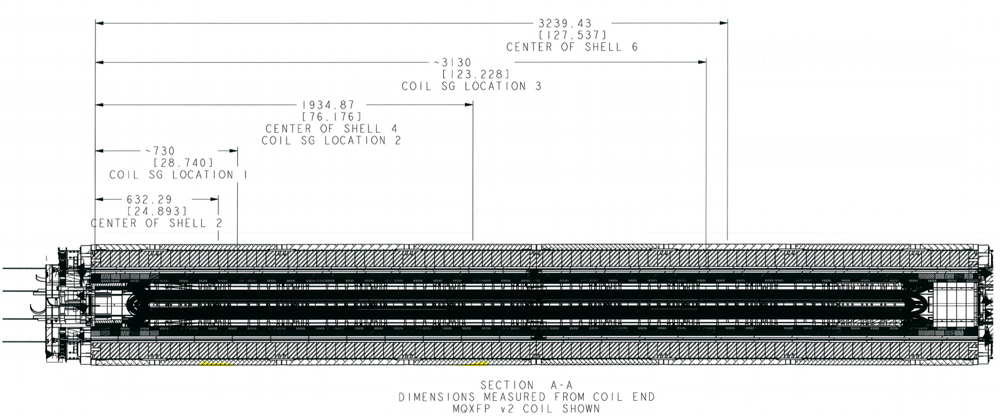 3239.43
[127.537]
CENTER OF SHELL 6
~3130
[123.228]
COIL SG LOCATION 3
1934.87
[76.176]
CENTER OF SHELL 4
COIL SG LOCATION 2
~730
[28.740]
COIL SG LOCATION 1
632.29
[24.893]
CENTER OF SHELL 2
SECTION A-A
DIMENSIONS MEASURED FROM COIL END
MQXFP v2 COIL SHOWN